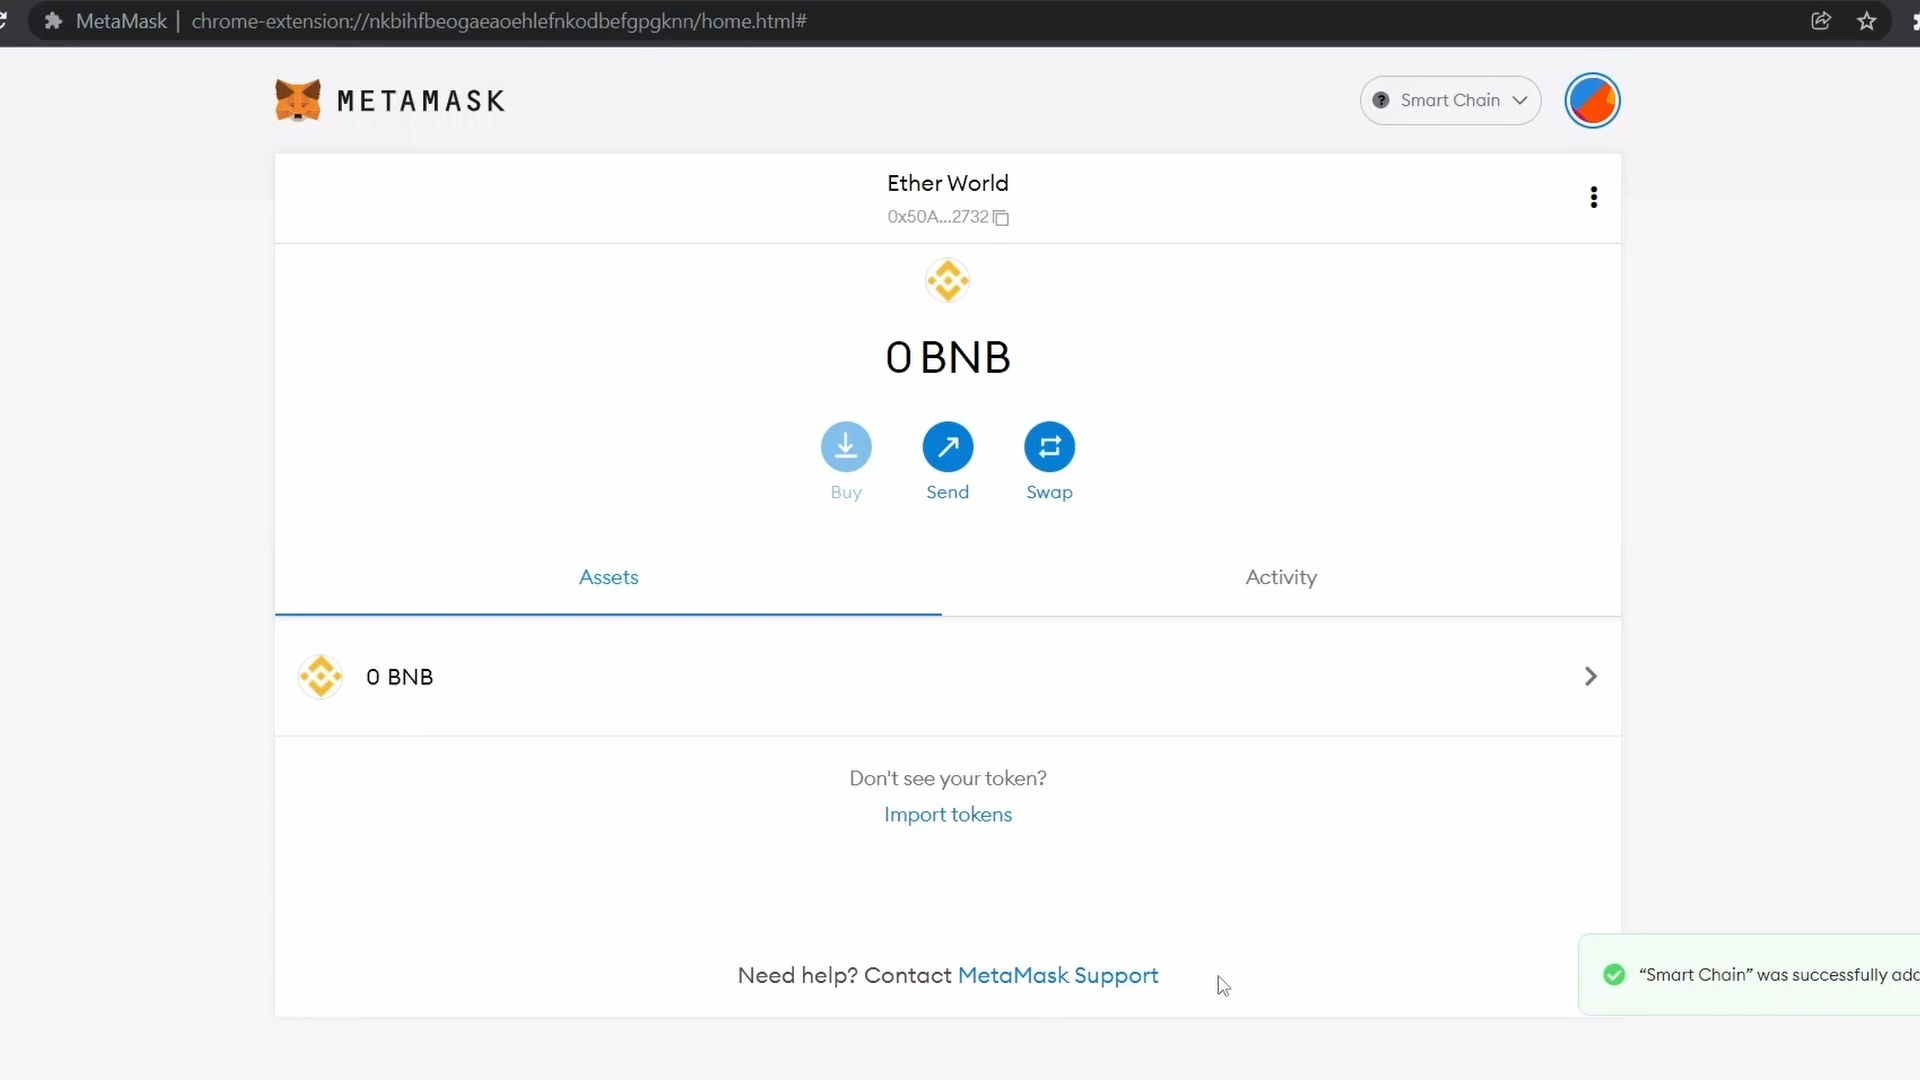 MetaMask | chrome-extension://nkbihfbeogaeaoehlefnkodbefgpgknn/home.html#
METAMASK
? Smart Chain
Ether World
0x50A...2732
0 BNB
Buy Send Swap
Assets Activity
0 BNB
Don't see your token?
Import tokens
Need help? Contact MetaMask Support
“Smart Chain” was successfully